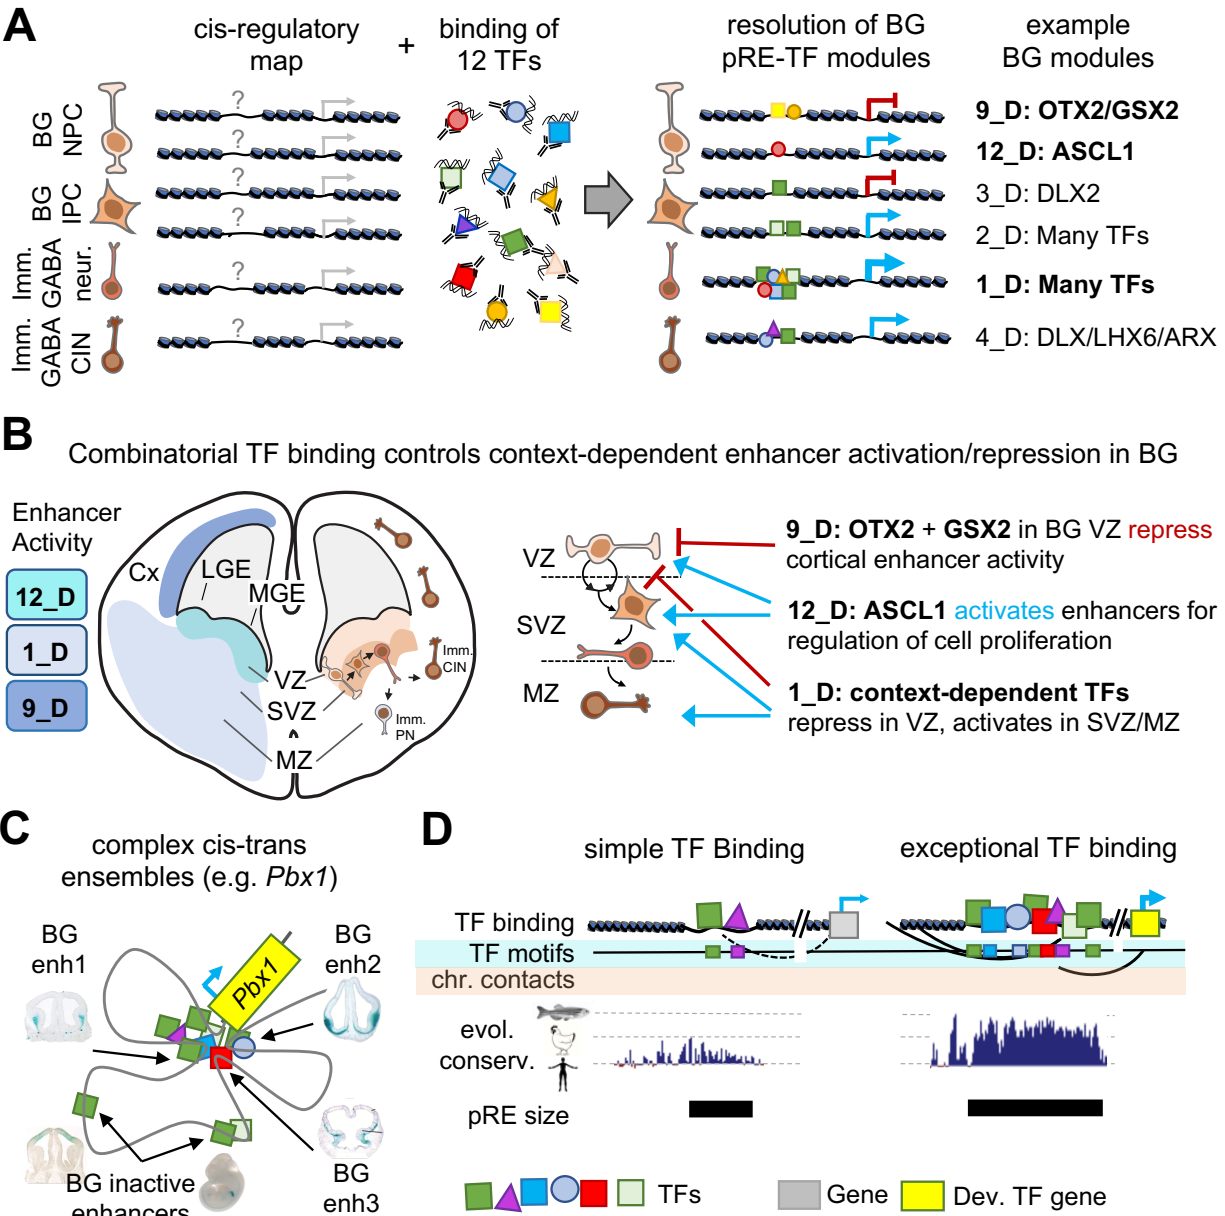 A
cis-regulatory
map
+
binding of
12 TFs
resolution of BG
pRE-TF modules
example
BG modules
BG
NPC
?
?
9_D: OTX2/GSX2
12_D: ASCL1
BG
IPC
?
?
3_D: DLX2
2_D: Many TFs
Imm.
GABA
neur.
?
1_D: Many TFs
Imm.
GABA
CIN
?
4_D: DLX/LHX6/ARX
B
Combinatorial TF binding controls context-dependent enhancer activation/repression in BG
Enhancer
Activity
12_D
1_D
9_D
Cx
LGE
MGE
VZ
SVZ
MZ
Imm.
CIN
Imm.
PN
VZ
SVZ
MZ
9_D: OTX2 + GSX2 in BG VZ repress
cortical enhancer activity
12_D: ASCL1 activates enhancers for
regulation of cell proliferation
1_D: context-dependent TFs
repress in VZ, activates in SVZ/MZ
C
complex cis-trans
ensembles (e.g. Pbx1)
BG
enh1
Pbx1
BG
enh2
BG inactive
enhancers
BG
enh3
D
simple TF Binding
exceptional TF binding
TF binding
TF motifs
chr. contacts
evol.
conserv.
pRE size
TFs
Gene
Dev. TF gene